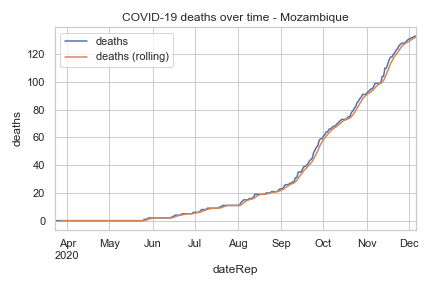 COVID-19 deaths over time - Mozambique
deaths
deaths (rolling)
deaths
120
100
80
60
40
20
0
Apr May Jun Jul Aug Sep Oct Nov Dec
2020
dateRep